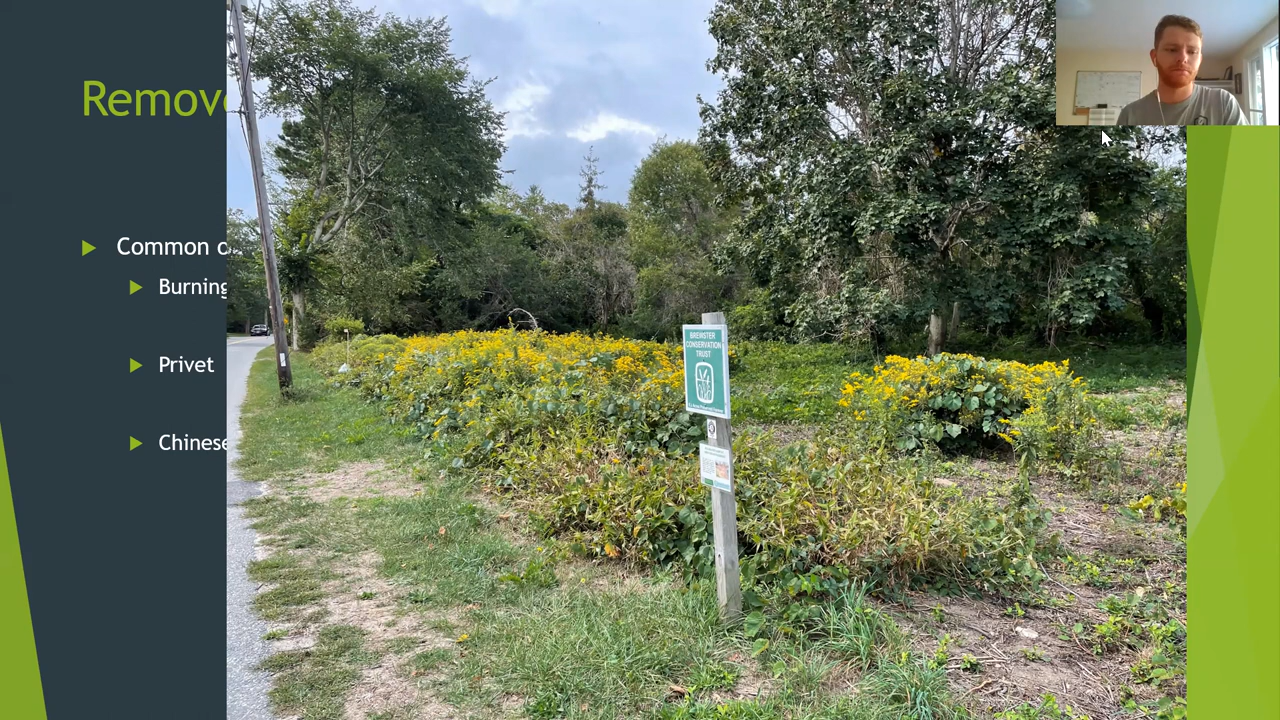 Remov
Common
Burning
Privet
Chinese
BREWSTER
CONSERVATION
TRUST